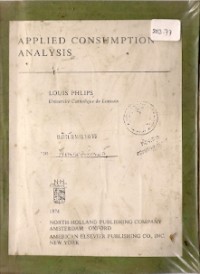 APPLIED CONSUMPTION
ANALYSIS
LOUIS PHLIPS
Université Catholique de Louvain
1974
NORTH-HOLLAND PUBLISHING COMPANY
AMSTERDAM · OXFORD
AMERICAN ELSEVIER PUBLISHING CO., INC.
NEW YORK